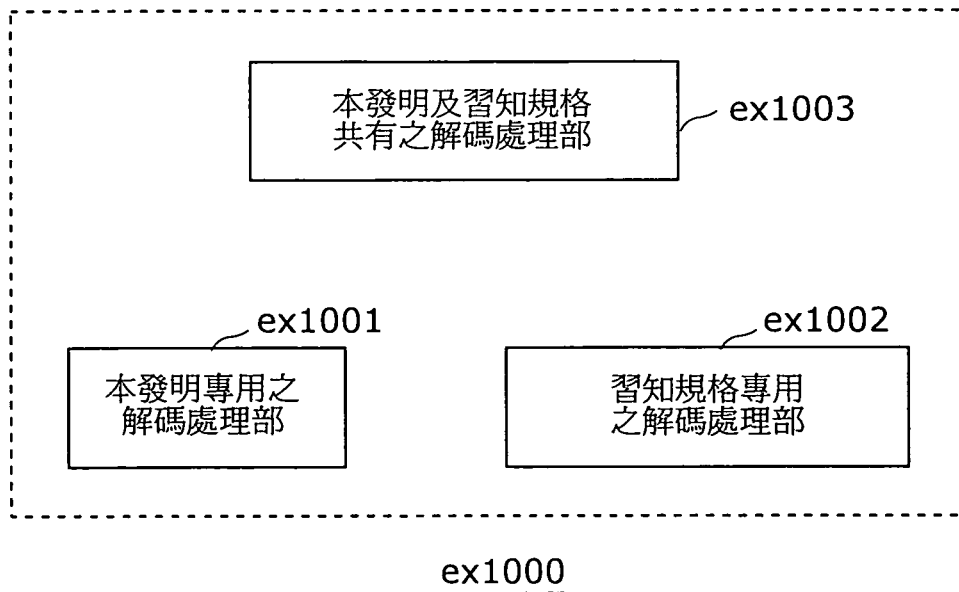 本發明及習知規格
共有之解碼處理部
ex1003
ex1001
本發明專用之
解碼處理部
ex1002
習知規格專用
之解碼處理部
ex1000